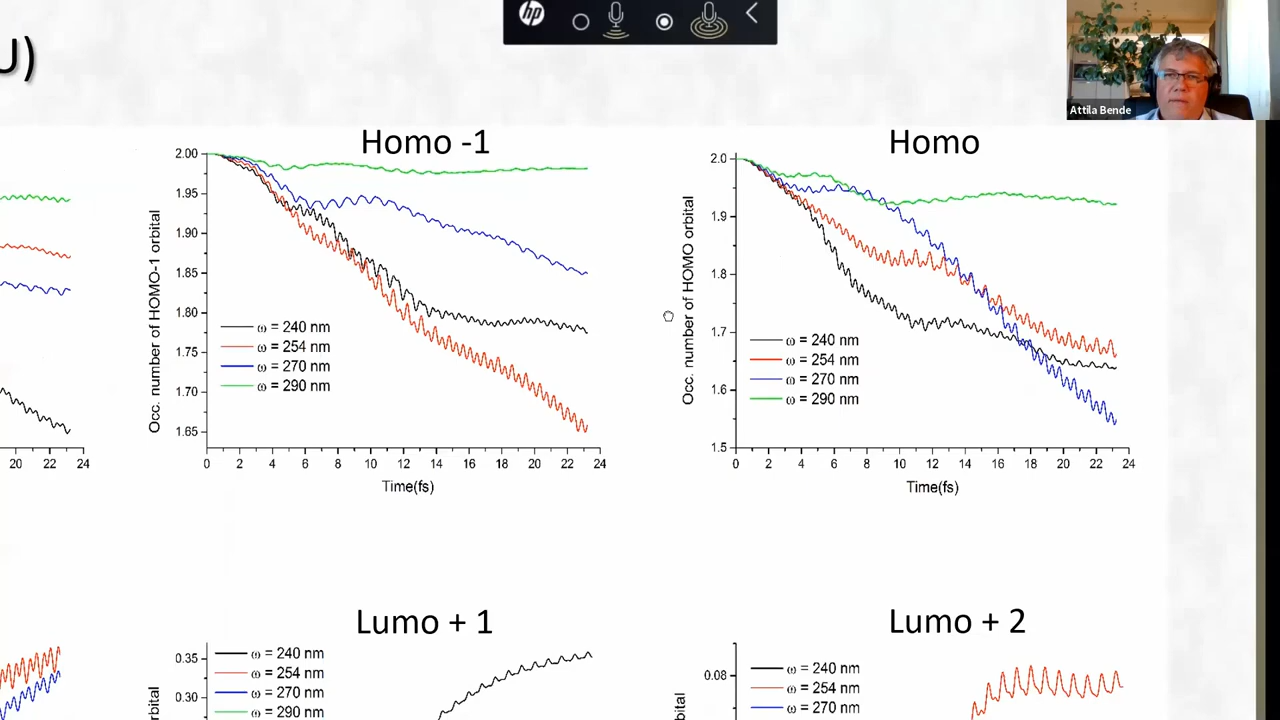 hp
U)
Attila Bende
Homo -1
Homo
2.00
1.95
1.90
1.85
1.80
1.75
1.70
1.65
Occ. number of HOMO-1 orbital
ω = 240 nm
ω = 254 nm
ω = 270 nm
ω = 290 nm
0 2 4 6 8 10 12 14 16 18 20 22 24
Time(fs)
2.0
1.9
1.8
1.7
1.6
1.5
Occ. number of HOMO orbital
ω = 240 nm
ω = 254 nm
ω = 270 nm
ω = 290 nm
0 2 4 6 8 10 12 14 16 18 20 22 24
Time(fs)
20 22 24
Lumo + 1
Lumo + 2
0.35
0.30
rbital
ω = 240 nm
ω = 254 nm
ω = 270 nm
ω = 290 nm
0.08
bital
ω = 240 nm
ω = 254 nm
ω = 270 nm